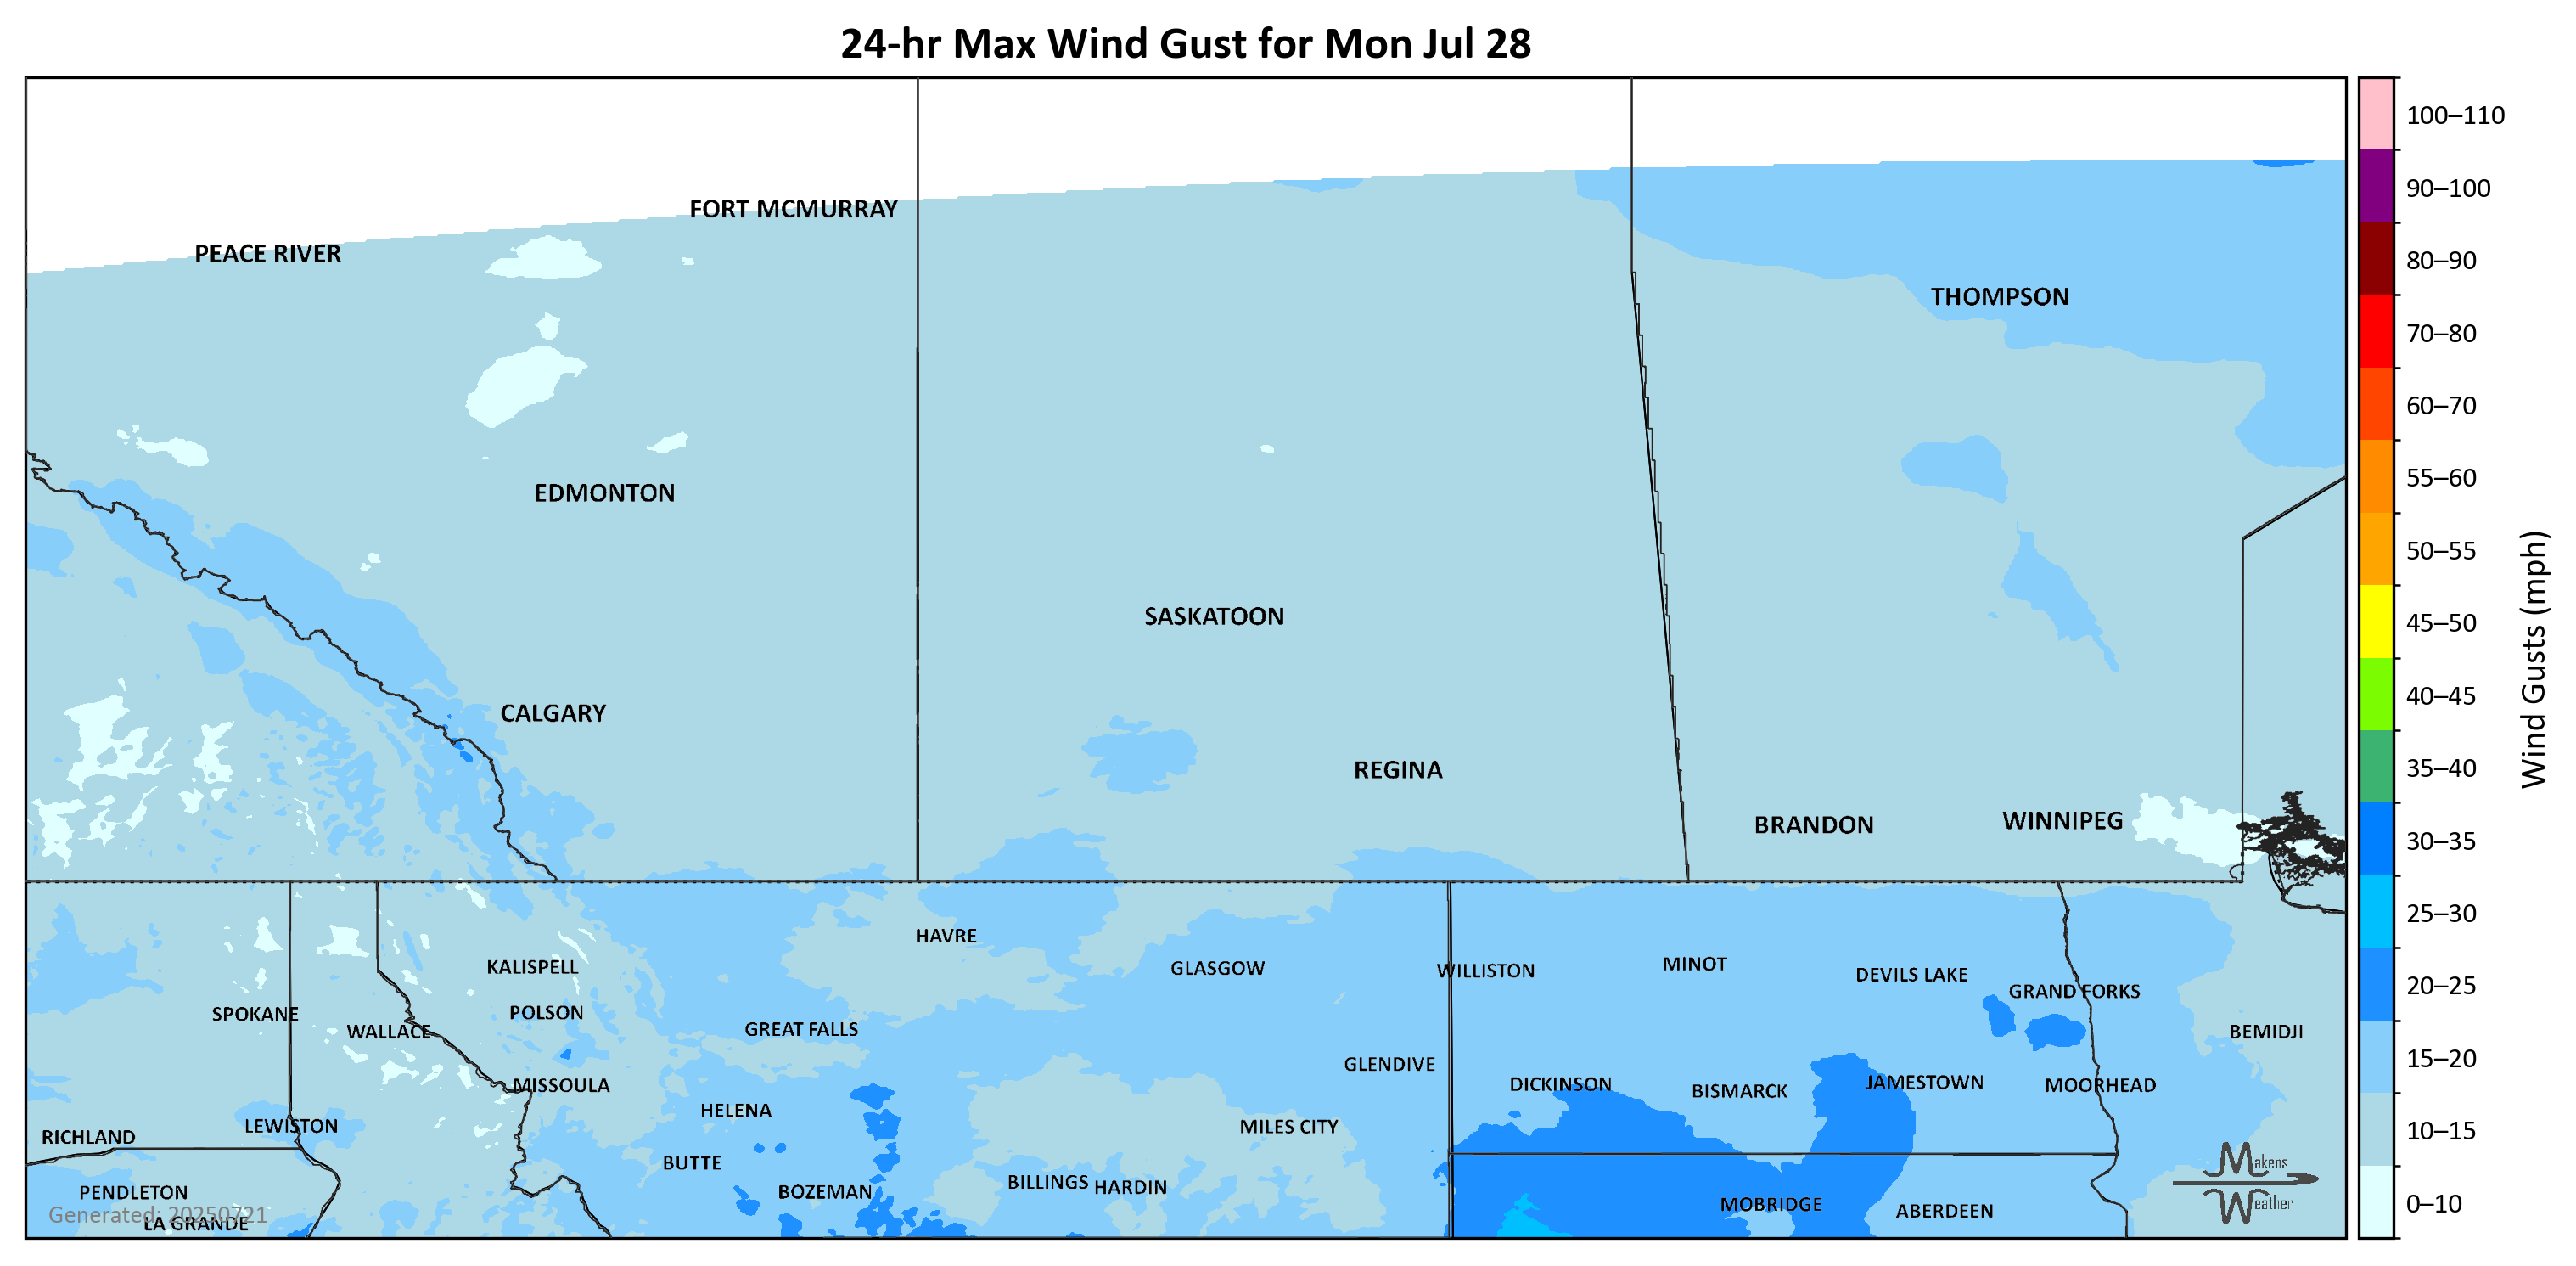 24-hr Max Wind Gust for Mon Jul 28
100–110
90–100
80–90
70–80
60–70
55–60
50–55
45–50
40–45
35–40
30–35
25–30
20–25
15–20
10–15
0–10
Wind Gusts (mph)
FORT MCMURRAY
PEACE RIVER
THOMPSON
EDMONTON
SASKATOON
CALGARY
REGINA
BRANDON
WINNIPEG
HAVRE
KALISPELL
GLASGOW
WILLISTON
MINOT
DEVILS LAKE
GRAND FORKS
SPOKANE
POLSON
WALLACE
GREAT FALLS
BEMIDJI
GLENDIVE
MISSOULA
DICKINSON
BISMARCK
JAMESTOWN
MOORHEAD
HELENA
LEWISTON
MILES CITY
RICHLAND
BUTTE
BILLINGS
HARDIN
PENDLETON
BOZEMAN
MOBRIDGE
ABERDEEN
LA GRANDE
Generated: 20250721
Makens
Weather